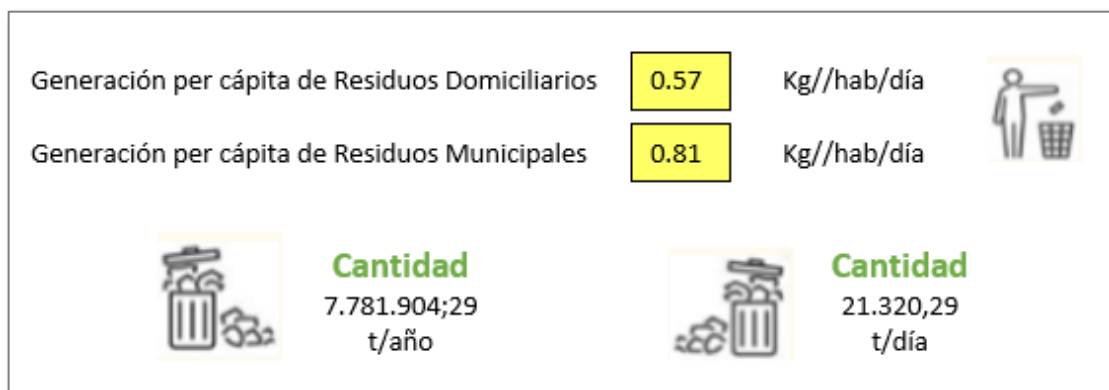 Generación per cápita de Residuos Domiciliarios 0.57 Kg//hab/día
Generación per cápita de Residuos Municipales 0.81 Kg//hab/día
Cantidad
7.781.904;29
t/año
Cantidad
21.320,29
t/día